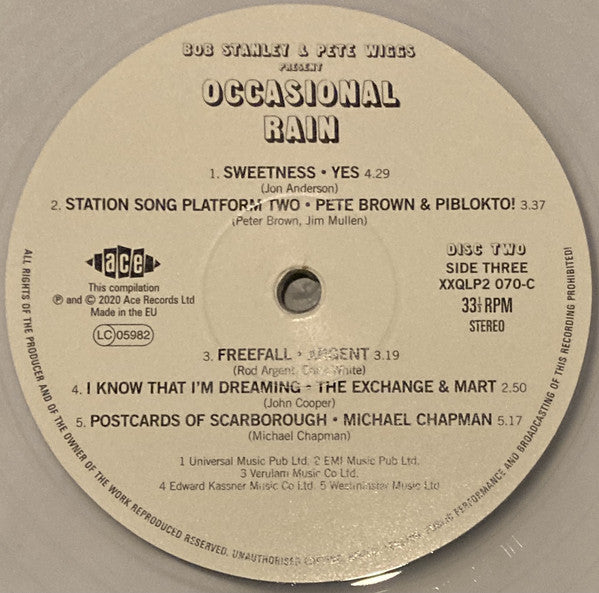 BOB STANLEY & PETE WIGGS
PRESENT
OCCASIONAL
RAIN
1. SWEETNESS • YES 4.29
(Jon Anderson)
2. STATION SONG PLATFORM TWO • PETE BROWN & PIBLOKTO! 3.37
(Peter Brown, Jim Mullen)
ace
This compilation
℗ and © 2020 Ace Records Ltd
Made in the EU
LC 05982
DISC TWO
SIDE THREE
XXQLP2 070-C
33⅓ RPM
STEREO
3. FREEFALL • ARGENT 3.19
(Rod Argent, Chris White)
4. I KNOW THAT I'M DREAMING • THE EXCHANGE & MART 2.50
(John Cooper)
5. POSTCARDS OF SCARBOROUGH • MICHAEL CHAPMAN 5.17
(Michael Chapman)
1 Universal Music Pub Ltd. 2 EMI Music Pub Ltd.
3 Verulam Music Co Ltd.
4 Edward Kassner Music Co Ltd. 5 Westminster Music Ltd
ALL RIGHTS OF THE PRODUCER AND OF THE OWNER OF THE WORK REPRODUCED RESERVED. UNAUTHORISED PUBLIC PERFORMANCE AND BROADCASTING OF THIS RECORDING PROHIBITED!